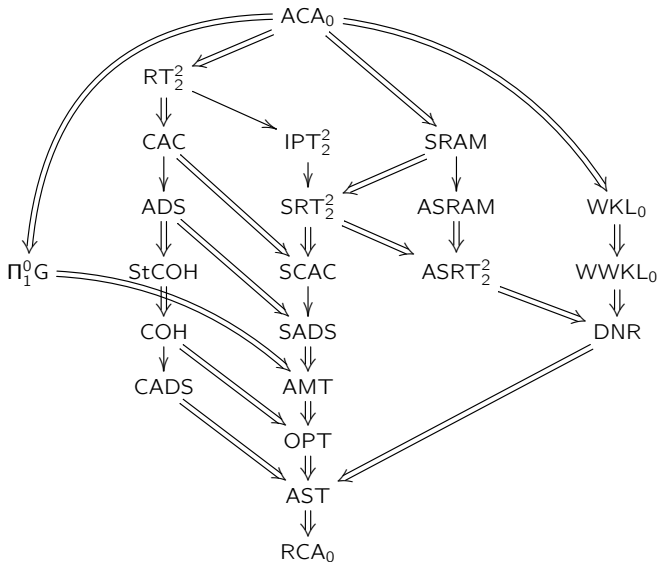 ACA₀
RT²₂
CAC IPT²₂ SRAM
ADS SRT²₂ ASRAM WKL₀
Π⁰₁G StCOH SCAC ASRT²₂ WWKL₀
COH SADS DNR
CADS AMT
OPT
AST
RCA₀